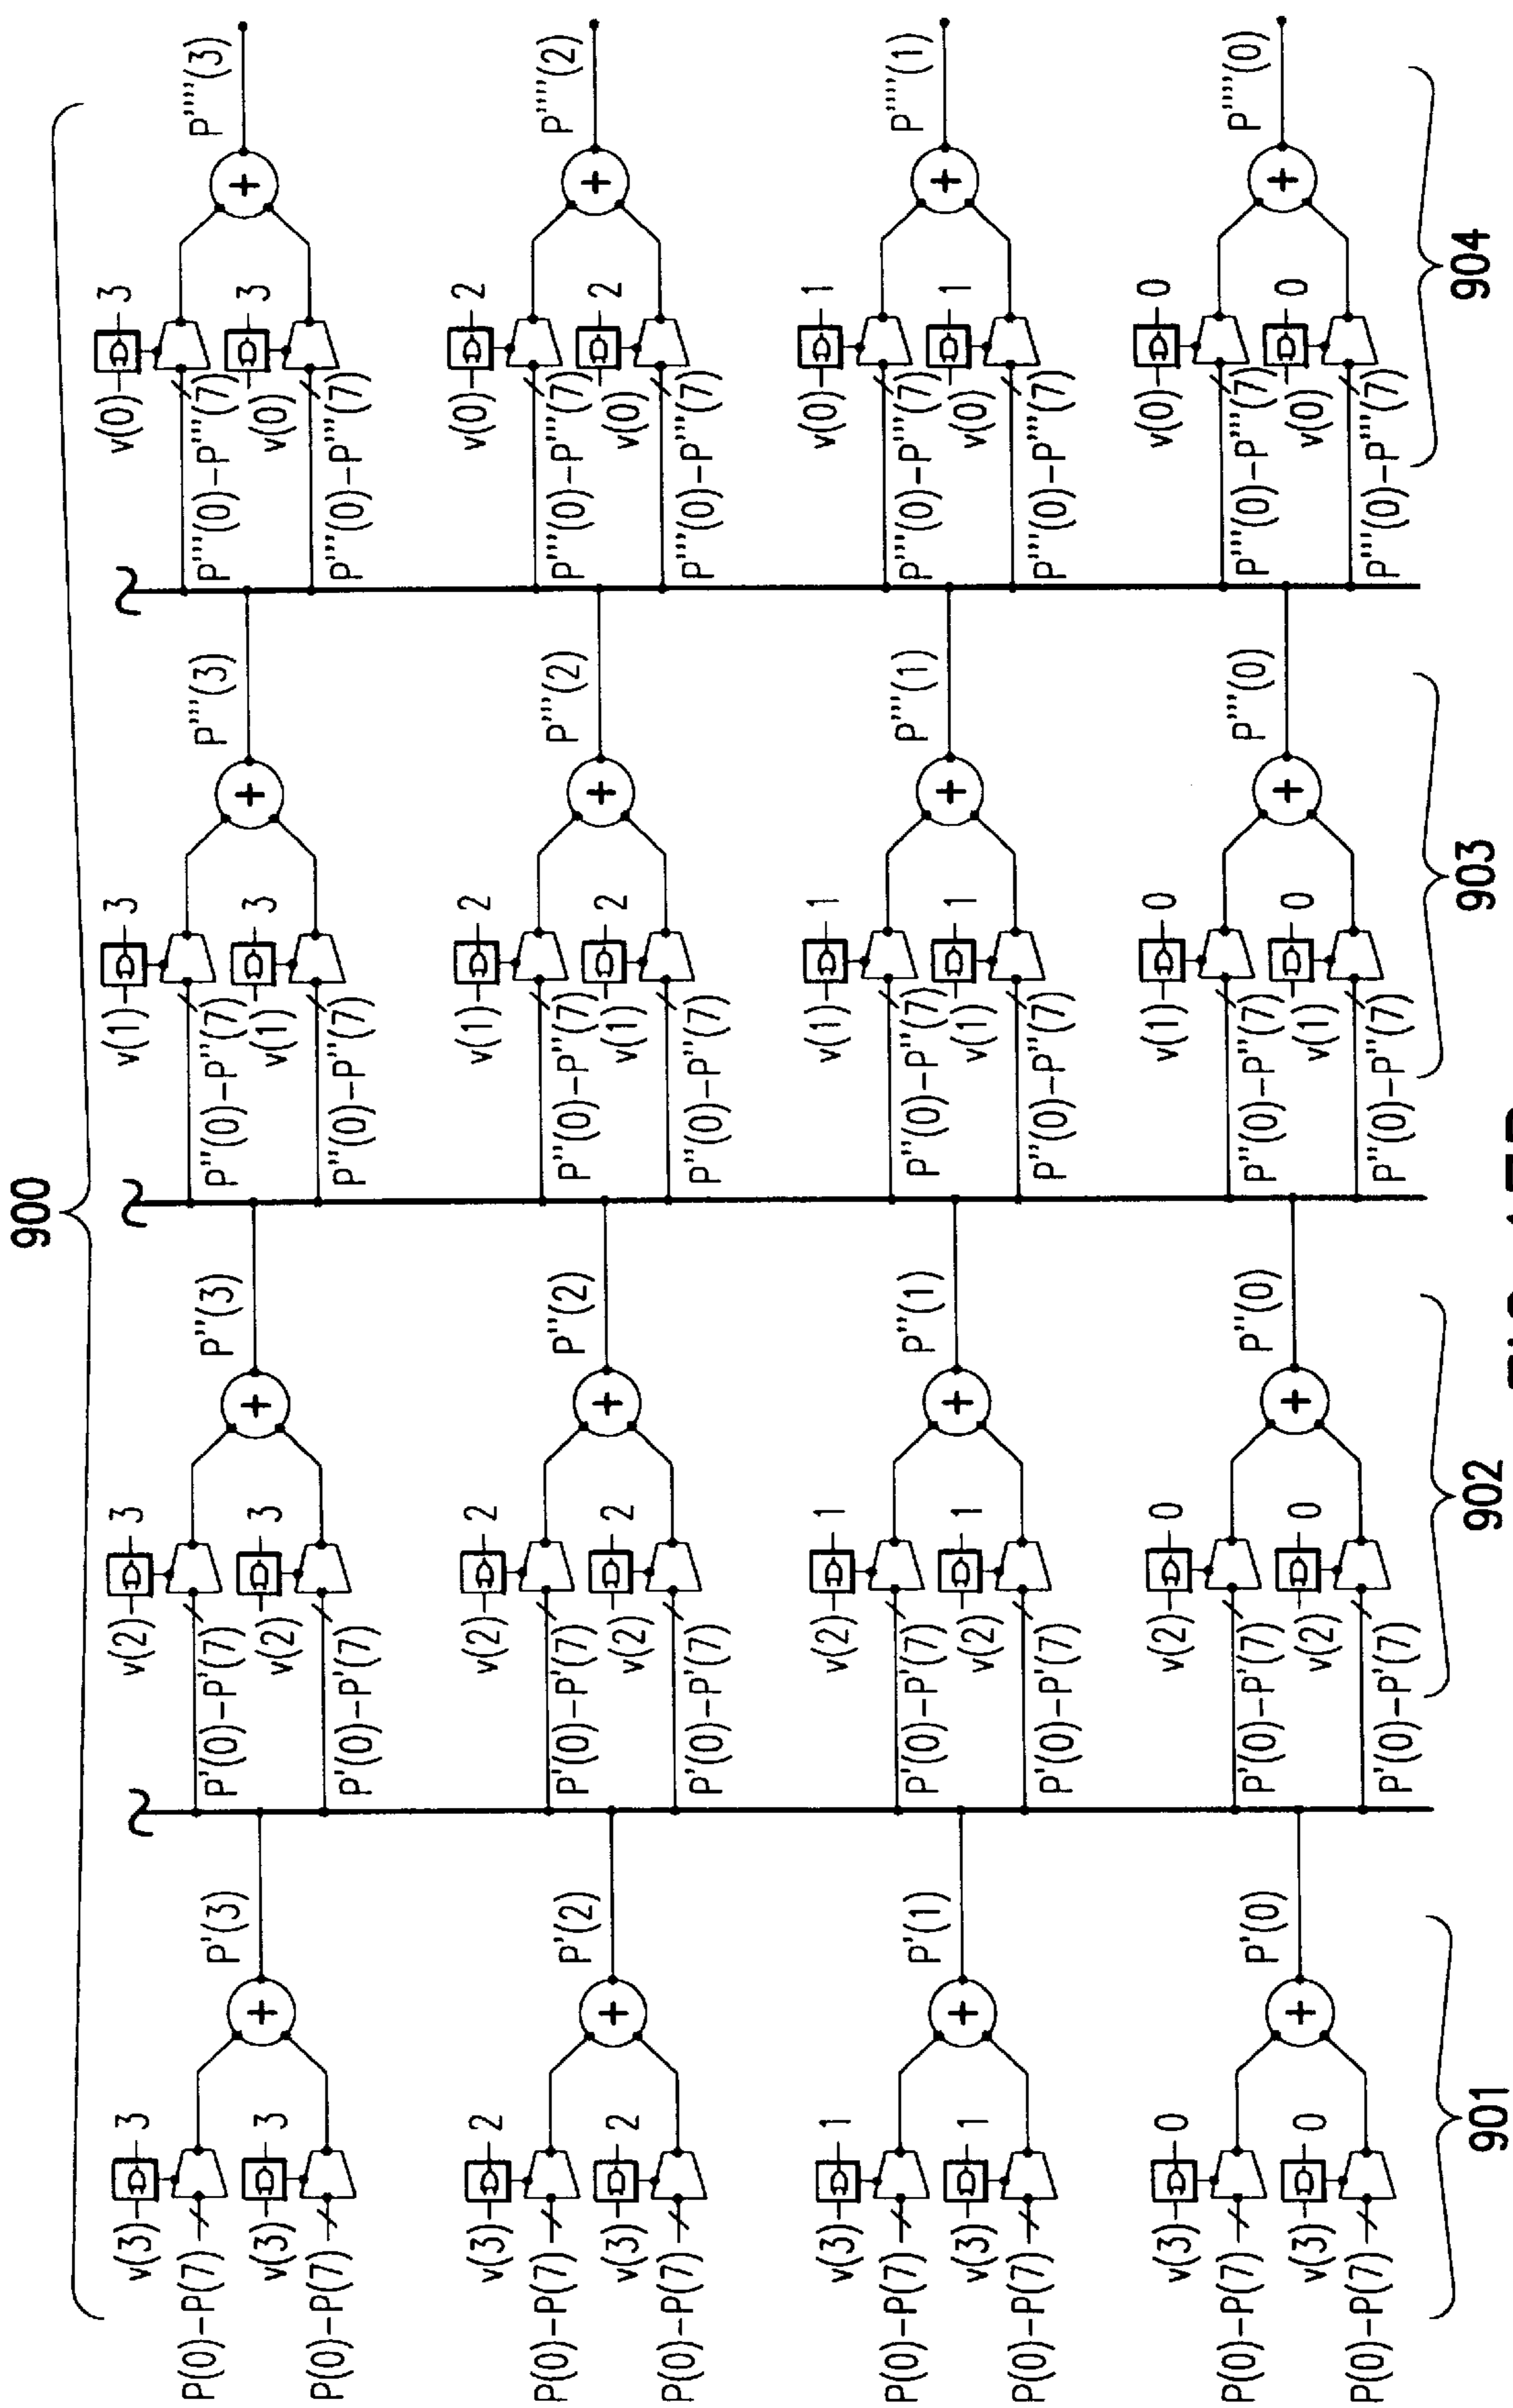 900
v(3) 3
P(0)-P(7)
v(3) 3
P(0)-P(7)
+
P'(3)
v(2) 3
P'(0)-P'(7)
v(2) 3
P'(0)-P'(7)
+
P''(3)
v(1) 3
P''(0)-P''(7)
v(1) 3
P''(0)-P''(7)
+
P'''(3)
v(0) 3
P'''(0)-P'''(7)
v(0) 3
P'''(0)-P'''(7)
+
P''''(3)
v(3) 2
P(0)-P(7)
v(3) 2
P(0)-P(7)
+
P'(2)
v(2) 2
P'(0)-P'(7)
v(2) 2
P'(0)-P'(7)
+
P''(2)
v(1) 2
P''(0)-P''(7)
v(1) 2
P''(0)-P''(7)
+
P'''(2)
v(0) 2
P'''(0)-P'''(7)
v(0) 2
P'''(0)-P'''(7)
+
P''''(2)
v(3) 1
P(0)-P(7)
v(3) 1
P(0)-P(7)
+
P'(1)
v(2) 1
P'(0)-P'(7)
v(2) 1
P'(0)-P'(7)
+
P''(1)
v(1) 1
P''(0)-P''(7)
v(1) 1
P''(0)-P''(7)
+
P'''(1)
v(0) 1
P'''(0)-P'''(7)
v(0) 1
P'''(0)-P'''(7)
+
P''''(1)
v(3) 0
P(0)-P(7)
v(3) 0
P(0)-P(7)
+
P'(0)
v(2) 0
P'(0)-P'(7)
v(2) 0
P'(0)-P'(7)
+
P''(0)
v(1) 0
P''(0)-P''(7)
v(1) 0
P''(0)-P''(7)
+
P'''(0)
v(0) 0
P'''(0)-P'''(7)
v(0) 0
P'''(0)-P'''(7)
+
P''''(0)
901
902
903
904